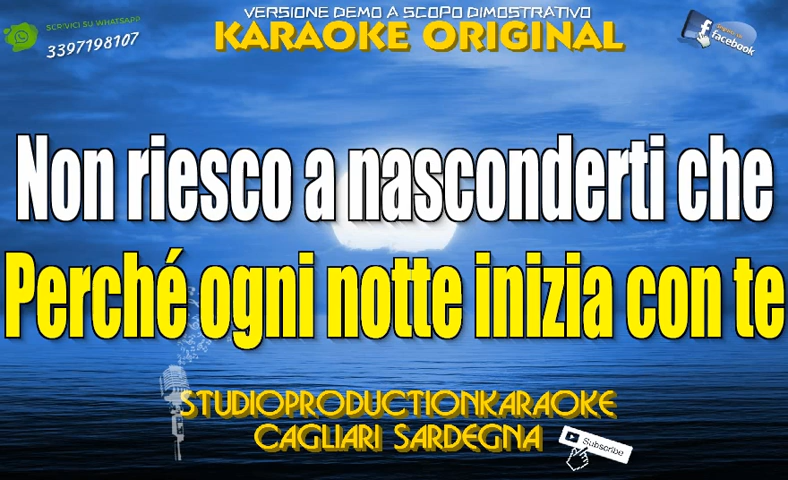 VERSIONE DEMO A SCOPO DIMOSTRATIVO
SCRIVICI SU WHATSAPP
3397198107
KARAOKE ORIGINAL
facebook
Non riesco a nasconderti che
Perché ogni notte inizia con te
STUDIOPRODUCTIONKARAOKE
CAGLIARI SARDEGNA
Subscribe